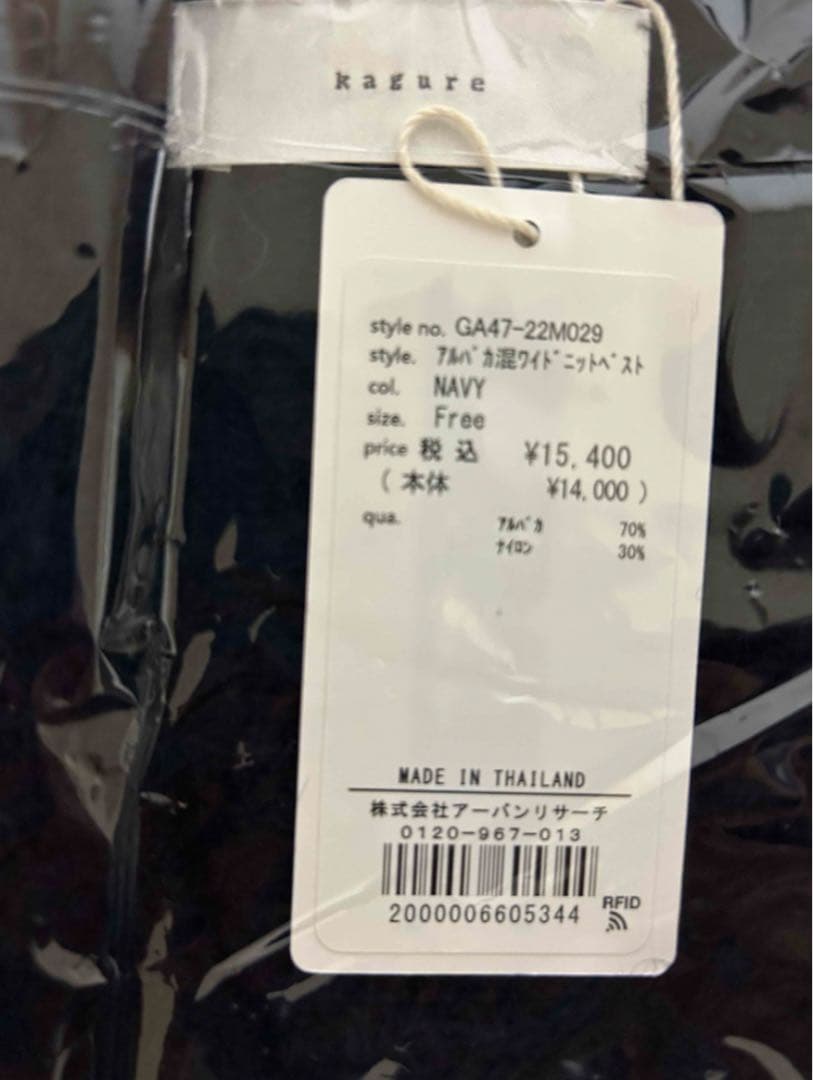 kagure
style no. GA47-22M029
style. ｱﾙﾊﾟｶ混ﾜｲﾄﾞﾆｯﾄﾍﾞｽﾄ
col. NAVY
size. Free
price 税込 ¥15,400
(本体 ¥14,000)
qua. ｱﾙﾊﾟｶ 70%
ﾅｲﾛﾝ 30%
MADE IN THAILAND
株式会社アーバンリサーチ
0120-967-013
2000006605344
RFID